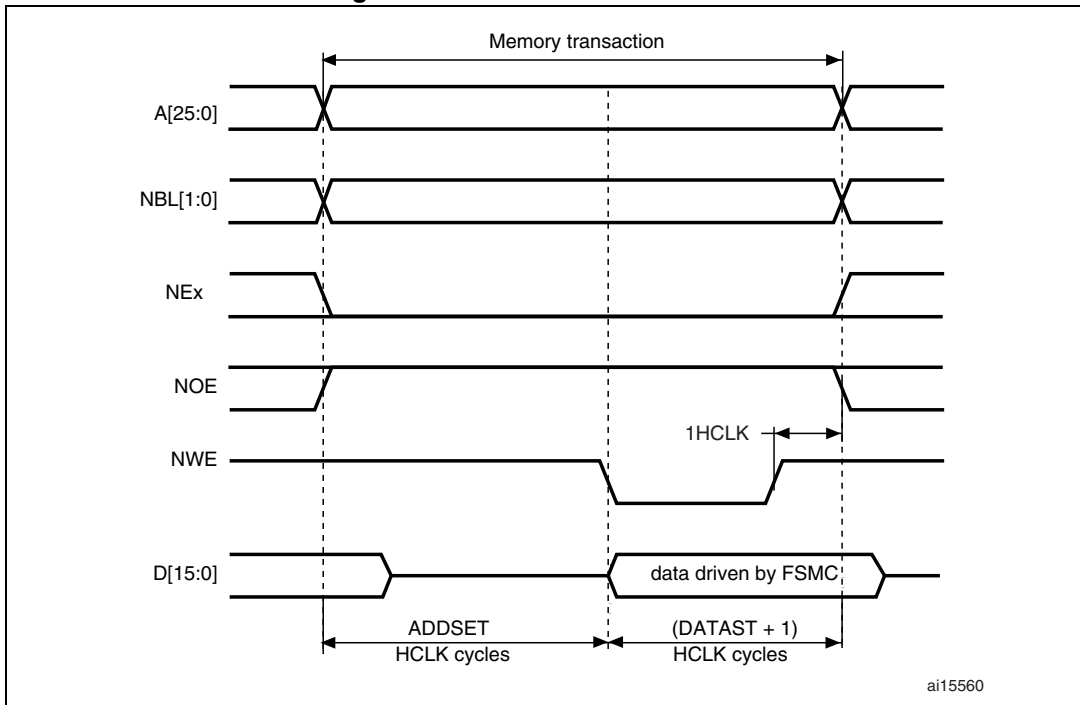 Memory transaction
A[25:0]
NBL[1:0]
NEx
NOE
1HCLK
NWE
D[15:0]
data driven by FSMC
ADDSET
HCLK cycles
(DATAST + 1)
HCLK cycles
ai15560